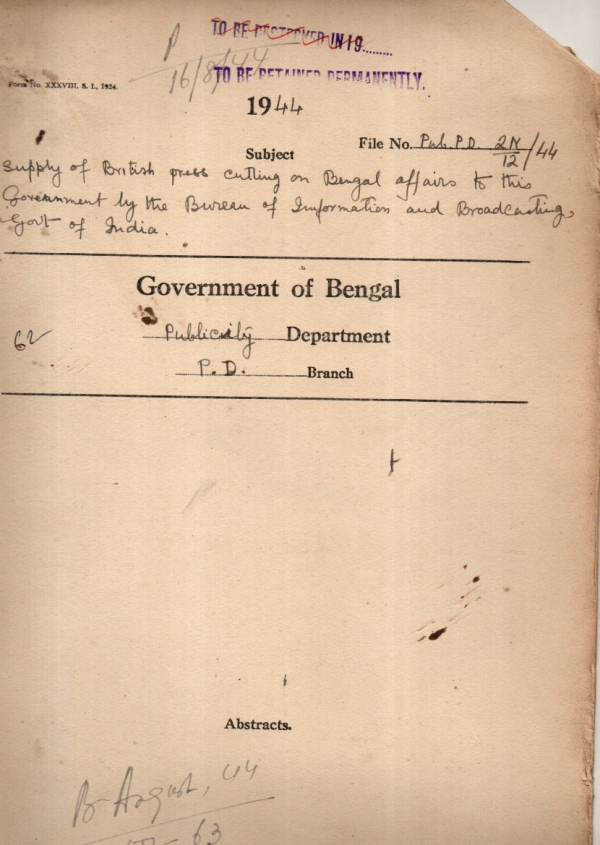 TO BE DESTROYED IN 19.........
P
16/8/44
TO BE RETAINED PERMANENTLY.
Form No. XXXVIII, S. I., 1924.
1944
File No. Pub. P.D. 2N/12/44
Subject
Supply of British press cutting on Bengal affairs to this
Government by the Bureau of Information and Broadcasting,
Govt of India.
Government of Bengal
62
Publicity Department
P.D. Branch
Abstracts.
B August, 44
63